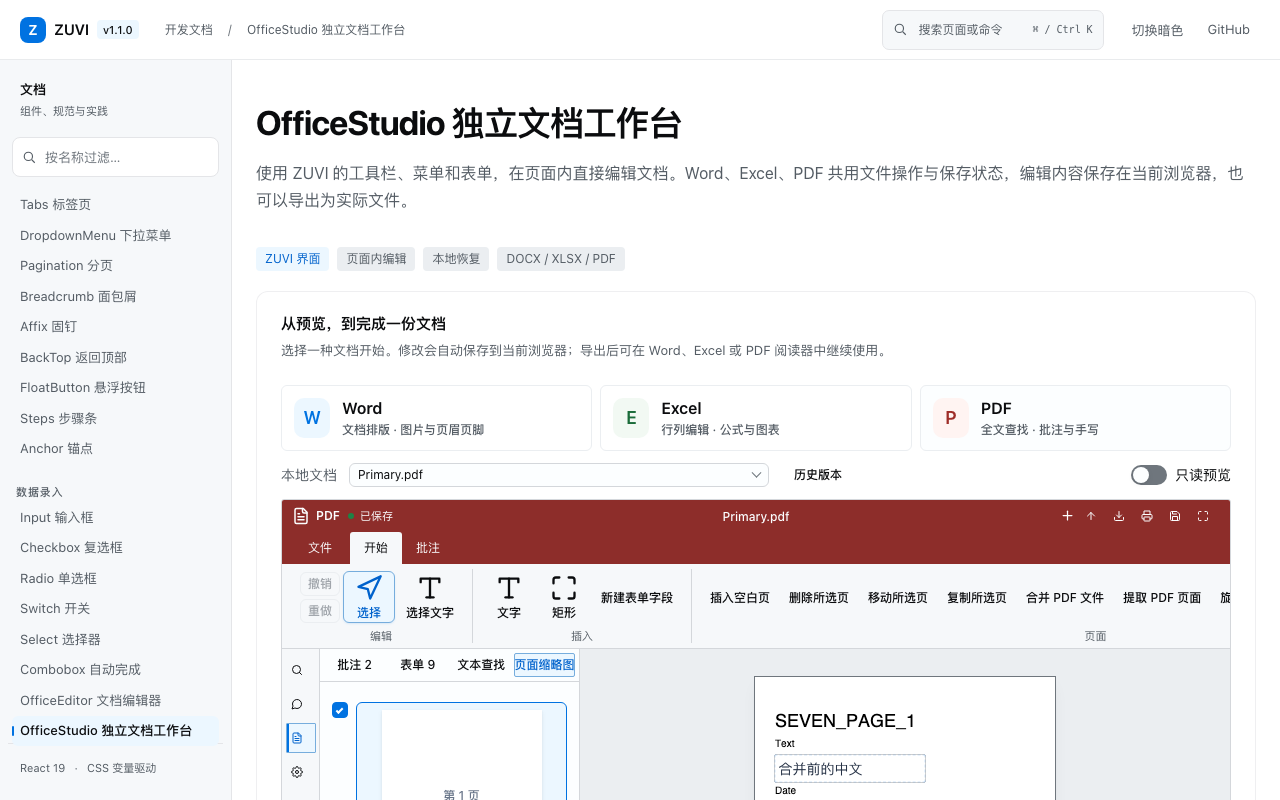 Z ZUVI v1.1.0 开发文档 / OfficeStudio 独立文档工作台 搜索页面或命令 ⌘ / Ctrl K 切换暗色 GitHub
文档
组件、规范与实践
按名称过滤...
Tabs 标签页
DropdownMenu 下拉菜单
Pagination 分页
Breadcrumb 面包屑
Affix 固钉
BackTop 返回顶部
FloatButton 悬浮按钮
Steps 步骤条
Anchor 锚点
数据录入
Input 输入框
Checkbox 复选框
Radio 单选框
Switch 开关
Select 选择器
Combobox 自动完成
OfficeEditor 文档编辑器
OfficeStudio 独立文档工作台
React 19 · CSS 变量驱动
OfficeStudio 独立文档工作台
使用 ZUVI 的工具栏、菜单和表单，在页面内直接编辑文档。Word、Excel、PDF 共用文件操作与保存状态，编辑内容保存在当前浏览器，也
可以导出为实际文件。
ZUVI 界面 页面内编辑 本地恢复 DOCX / XLSX / PDF
从预览，到完成一份文档
选择一种文档开始。修改会自动保存到当前浏览器；导出后可在 Word、Excel 或 PDF 阅读器中继续使用。
W Word 文档排版 · 图片与页眉页脚
E Excel 行列编辑 · 公式与图表
P PDF 全文查找 · 批注与手写
本地文档 Primary.pdf 历史版本 只读预览
PDF 已保存 Primary.pdf
文件 开始 批注
撤销 重做 选择 选择文字 文字 矩形 新建表单字段 插入空白页 删除所选页 移动所选页 复制所选页 合并 PDF 文件 提取 PDF 页面 旋
编辑 插入 页面
批注 2 表单 9 文本查找 页面缩略图
第 1 页
SEVEN_PAGE_1
Text
合并前的中文
Date